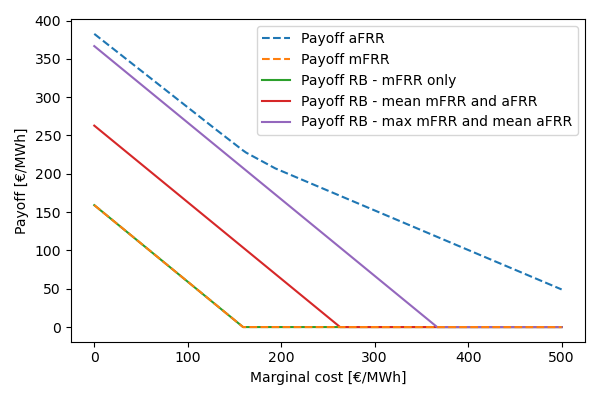 400
350
300
250
200
150
100
50
0
Payoff [€/MWh]
Payoff aFRR
Payoff mFRR
Payoff RB - mFRR only
Payoff RB - mean mFRR and aFRR
Payoff RB - max mFRR and mean aFRR
0 100 200 300 400 500
Marginal cost [€/MWh]